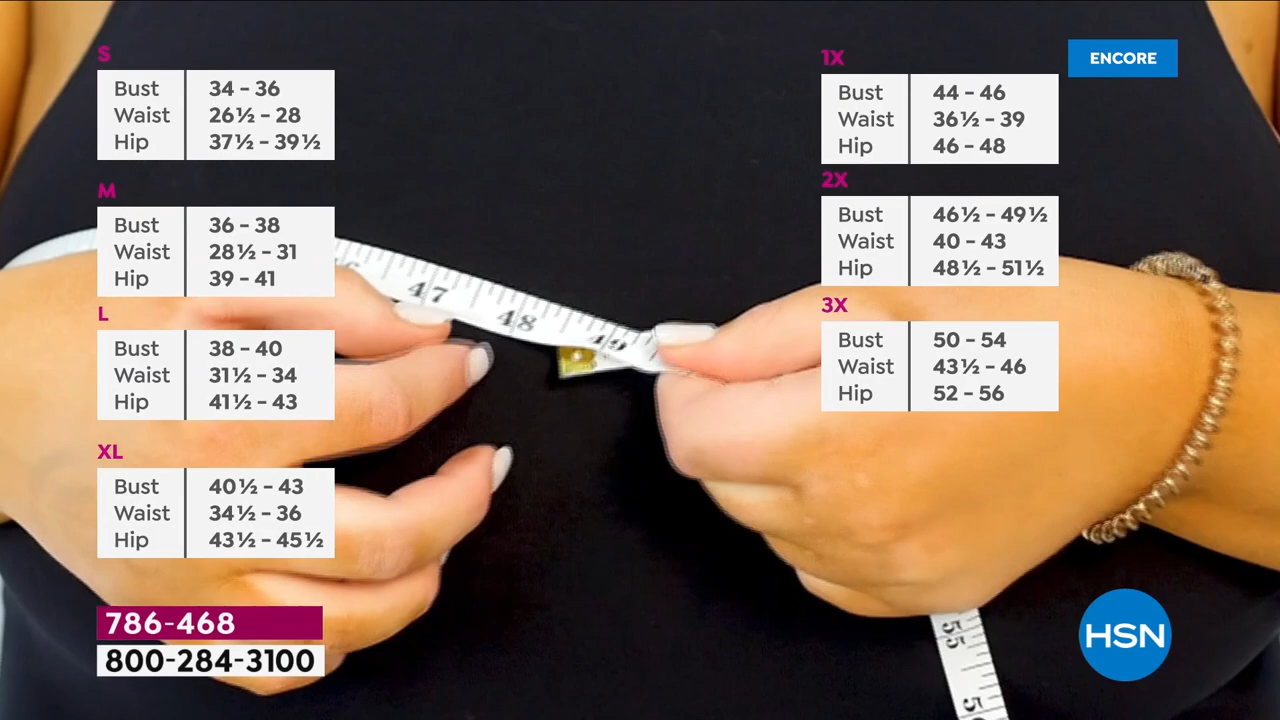 S
Bust 34 - 36
Waist 26½ - 28
Hip 37½ - 39½
M
Bust 36 - 38
Waist 28½ - 31
Hip 39 - 41
L
Bust 38 - 40
Waist 31½ - 34
Hip 41½ - 43
XL
Bust 40½ - 43
Waist 34½ - 36
Hip 43½ - 45½
786-468
800-284-3100
47
48
49
1X
Bust 44 - 46
Waist 36½ - 39
Hip 46 - 48
2X
Bust 46½ - 49½
Waist 40 - 43
Hip 48½ - 51½
3X
Bust 50 - 54
Waist 43½ - 46
Hip 52 - 56
ENCORE
HSN
55